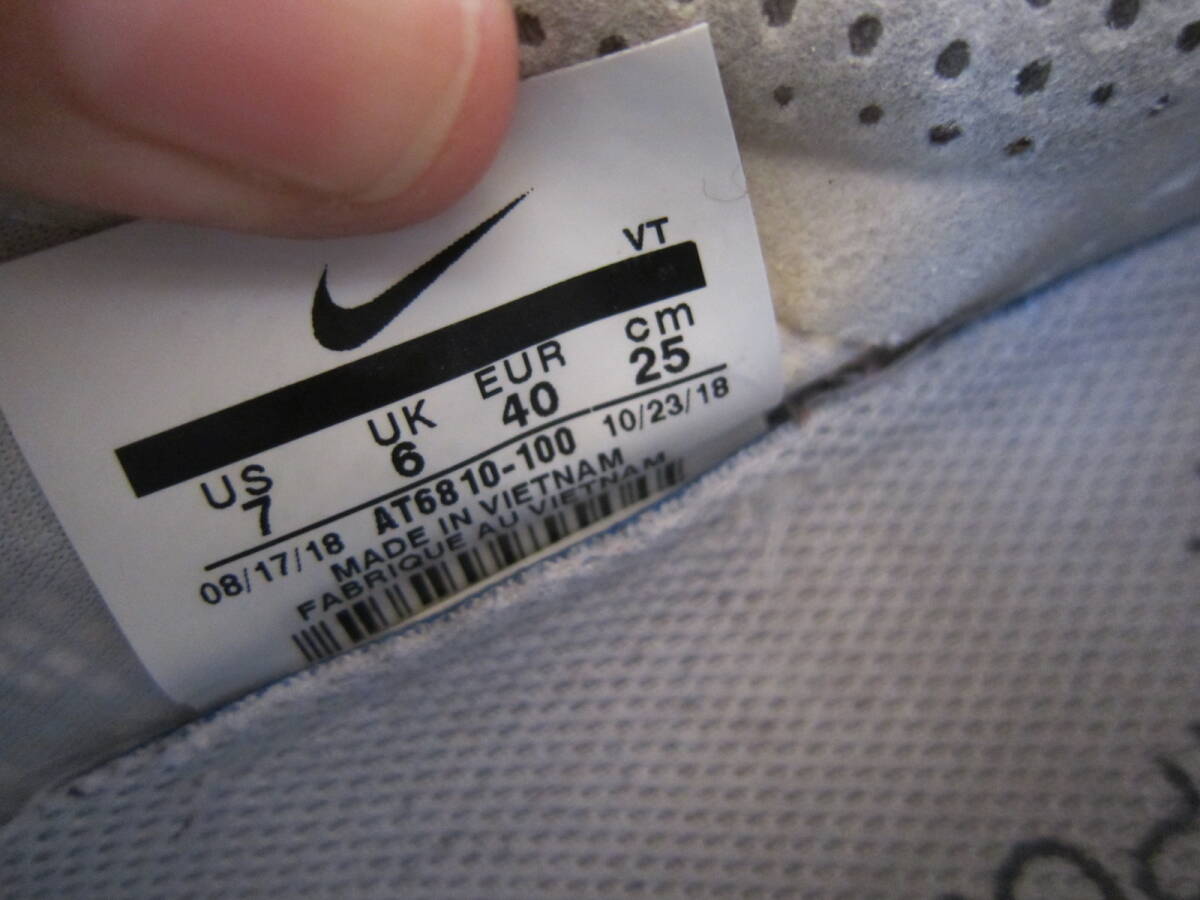 VT
US UK EUR cm
7 6 40 25
08/17/18 AT6810-100 10/23/18
MADE IN VIETNAM
FABRIQUE AU VIETNAM